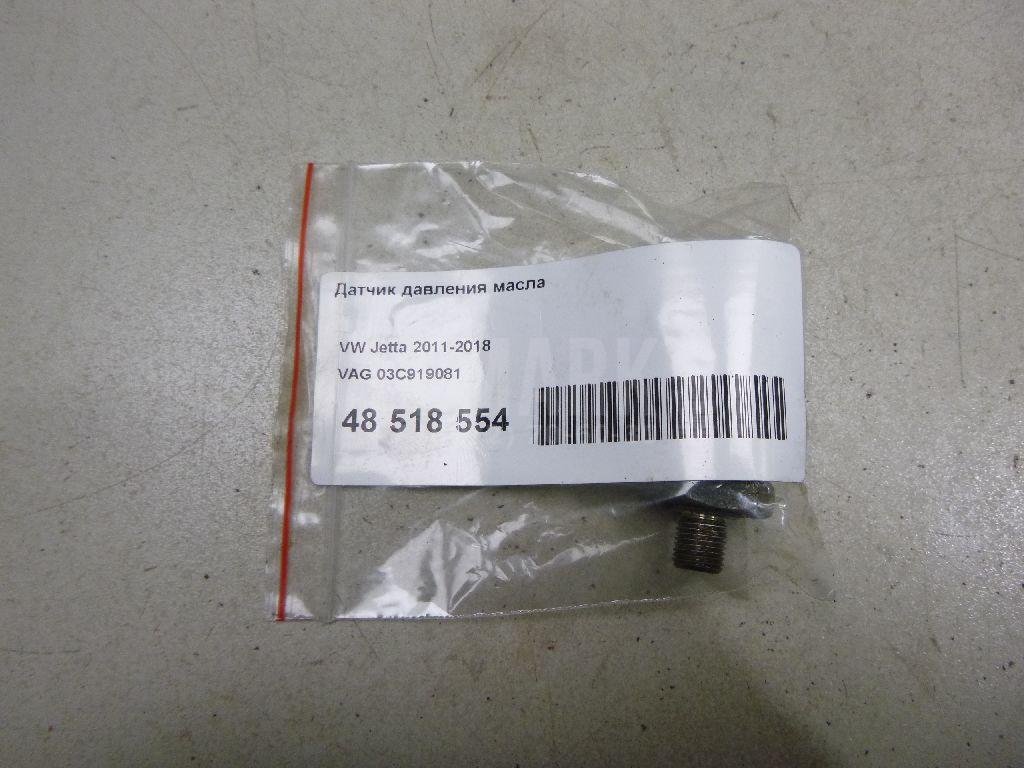 Датчик давления масла
VW Jetta 2011-2018
VAG 03C919081
48 518 554